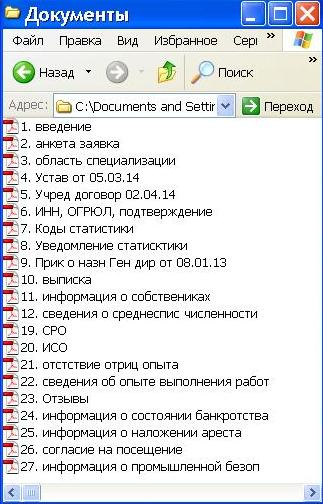 Документы
Файл Правка Вид Избранное Серв
Назад Поиск
Адрес: C:\Documents and Settin Переход
1. введение
2. анкета заявка
3. область специализации
4. Устав от 05.03.14
5. Учред договор 02.04.14
6. ИНН, ОГРЮЛ, подтверждение
7. Коды статистики
8. Уведомление статисктики
9. Прик о назн Ген дир от 08.01.13
10. выписка
11. информация о собствениках
12. сведения о среднеспис численности
19. СРО
20. ИСО
21. отстствие отриц опыта
22. сведения об опыте выполнения работ
23. Отзывы
24. информация о состоянии банкротства
25. информация о наложении ареста
26. согласие на посещение
27. информация о промышленной безоп